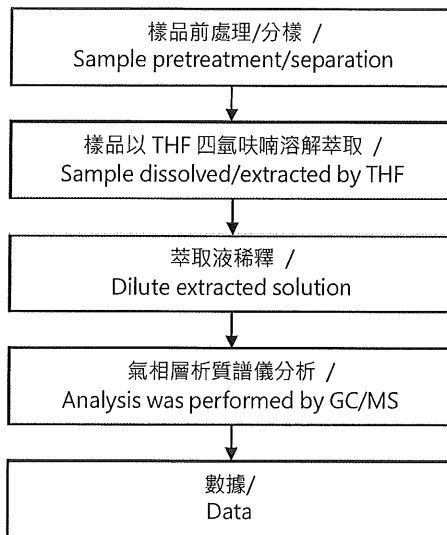 樣品前處理/分樣 /
Sample pretreatment/separation
樣品以 THF 四氫呋喃溶解萃取 /
Sample dissolved/extracted by THF
萃取液稀釋 /
Dilute extracted solution
氣相層析質譜儀分析 /
Analysis was performed by GC/MS
數據/
Data